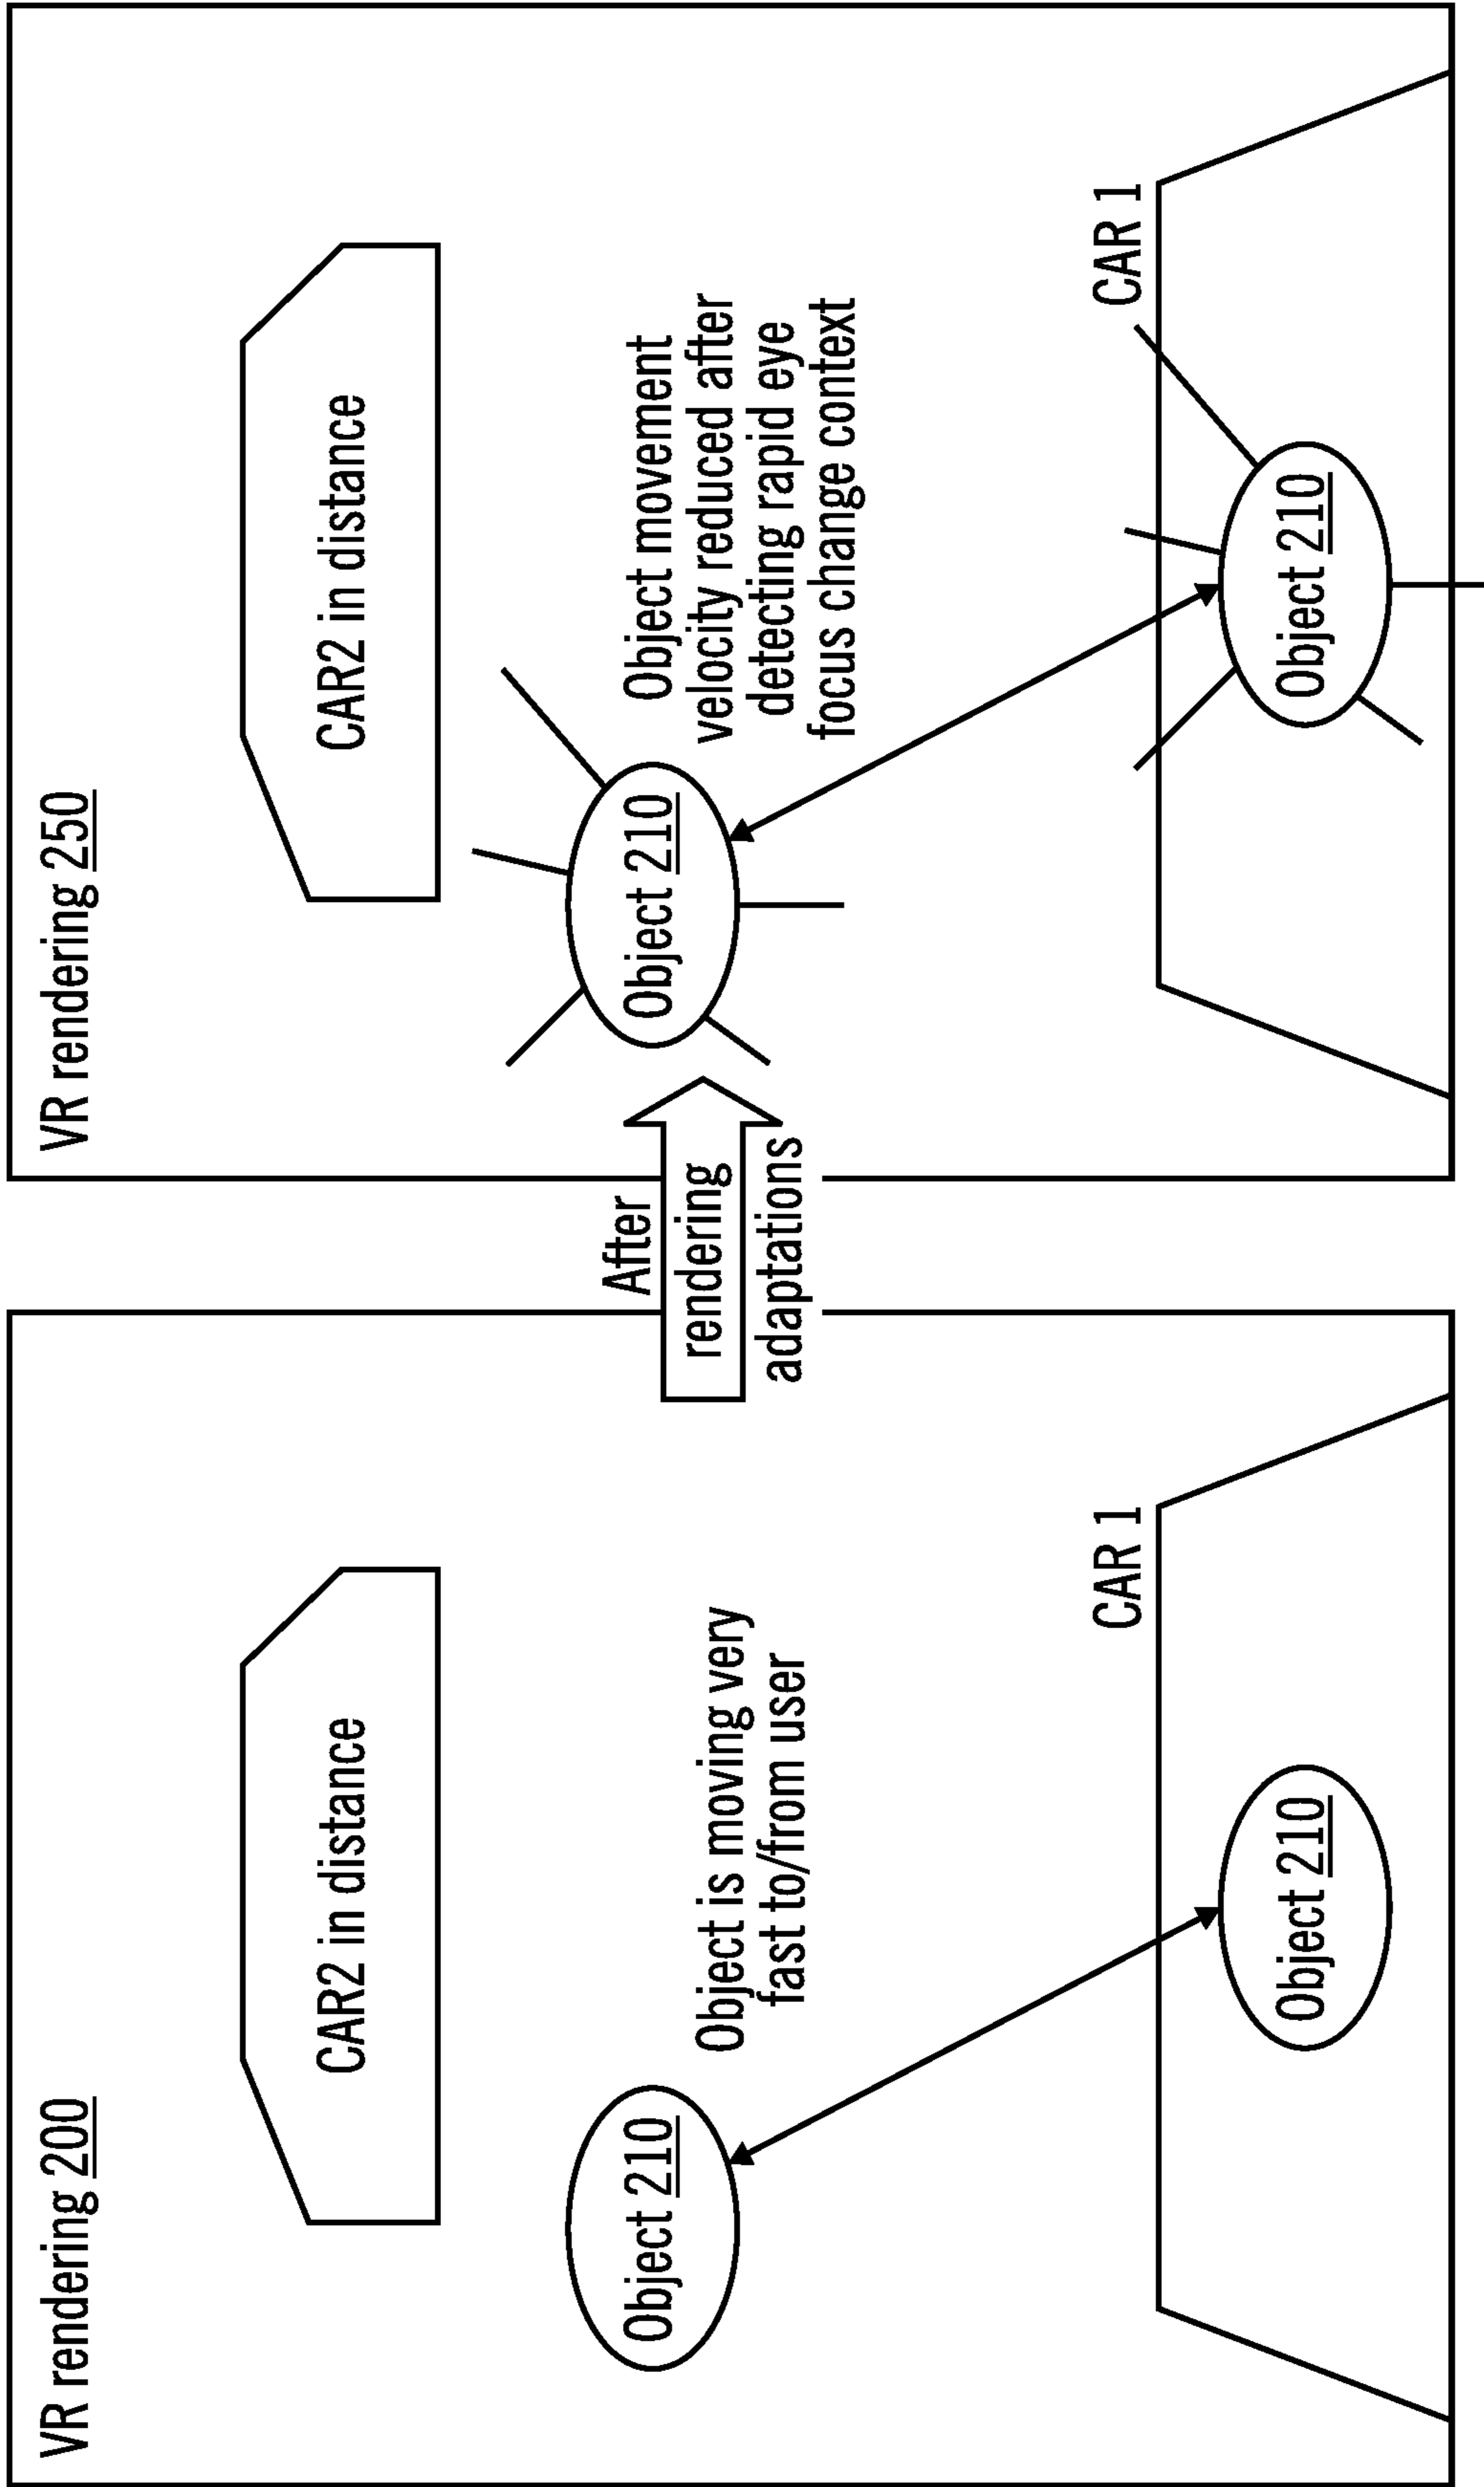 VR rendering 200
CAR2 in distance
Object 210
Object is moving very
fast to/from user
CAR 1
Object 210
After
rendering
adaptations
VR rendering 250
CAR2 in distance
Object 210
Object movement
velocity reduced after
detecting rapid eye
focus change context
CAR 1
Object 210